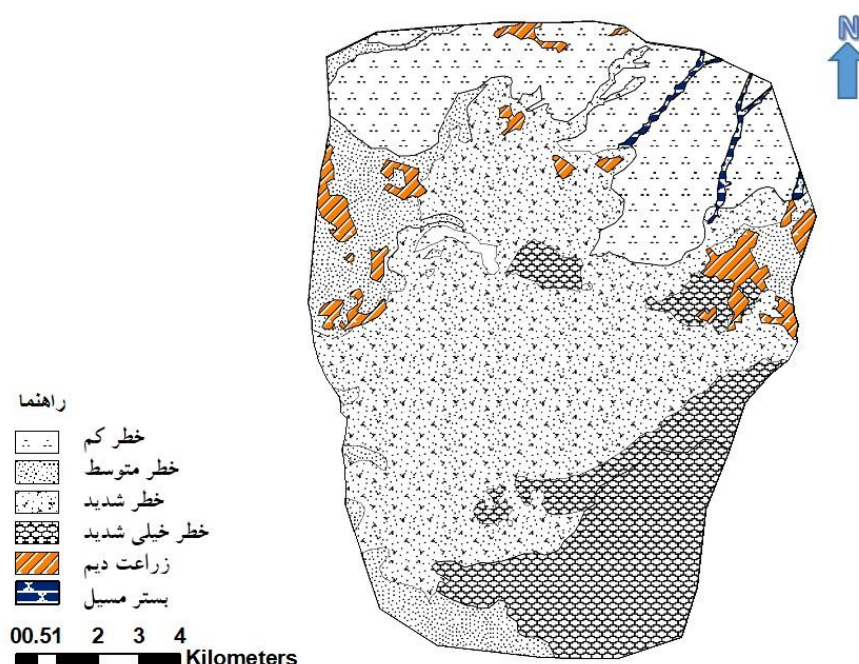 N
راهنما
خطر کم
خطر متوسط
خطر شدید
خطر خیلی شدید
زراعت دیم
بستر مسیل
00.51 2 3 4
Kilometers